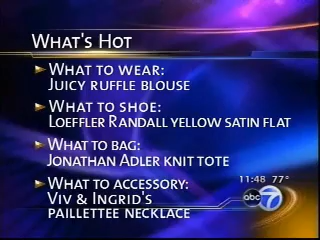 What's Hot
What to wear:
Juicy ruffle blouse
What to shoe:
Loeffler Randall yellow satin flat
What to bag:
Jonathan Adler knit tote
What to accessory:
Viv & Ingrid's
paillettee necklace
11:48 77°
abc 7